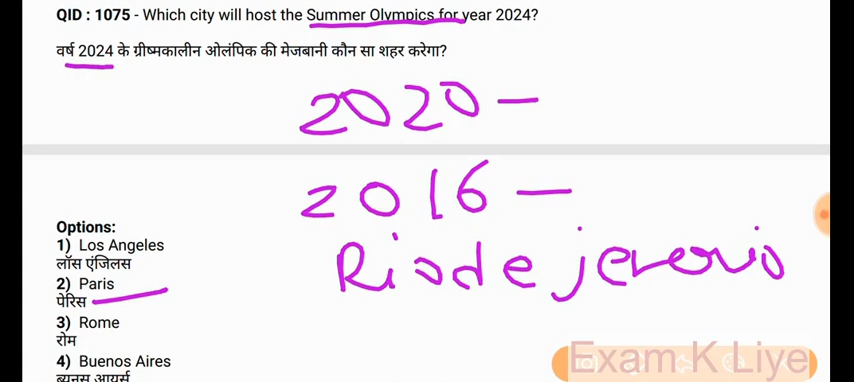 QID : 1075 - Which city will host the Summer Olympics for year 2024?
वर्ष 2024 के ग्रीष्मकालीन ओलंपिक की मेजबानी कौन सा शहर करेगा?
2020 -
2016 -
Rio de jenerio
Options:
1) Los Angeles
लॉस एंजिलस
2) Paris
पेरिस
3) Rome
रोम
4) Buenos Aires
ब्यूनस आयर्स
Exam K Liye